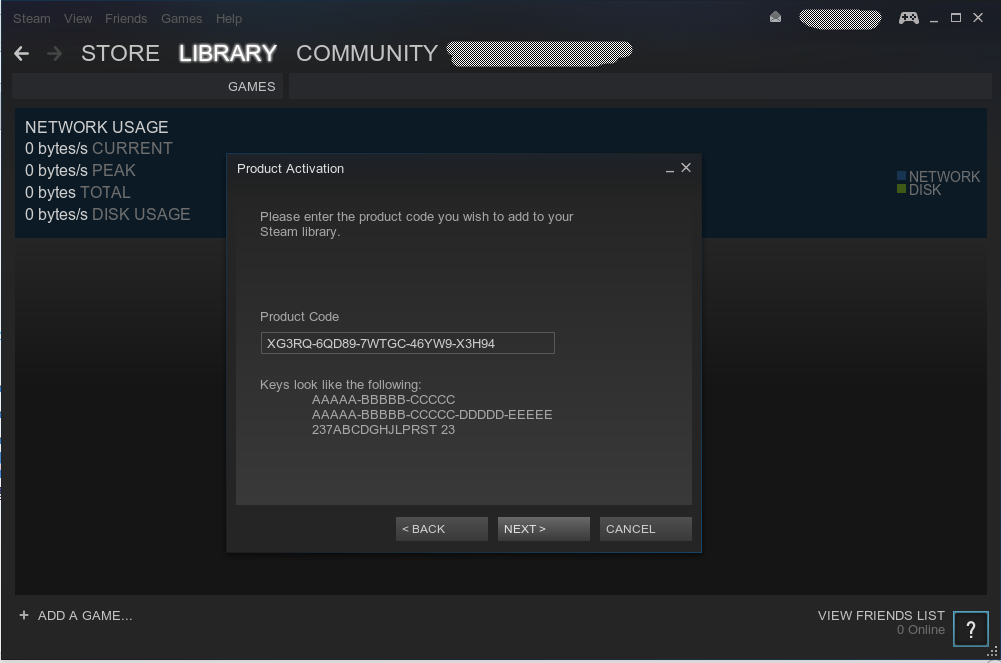 Steam View Friends Games Help
STORE LIBRARY COMMUNITY
GAMES
NETWORK USAGE
0 bytes/s CURRENT
0 bytes/s PEAK
0 bytes TOTAL
0 bytes/s DISK USAGE
NETWORK
DISK
Product Activation
Please enter the product code you wish to add to your
Steam library.
Product Code
XG3RQ-6QD89-7WTGC-46YW9-X3H94
Keys look like the following:
AAAAA-BBBBB-CCCCC
AAAAA-BBBBB-CCCCC-DDDDD-EEEEE
237ABCDGHJLPRST 23
< BACK NEXT > CANCEL
+ ADD A GAME...
VIEW FRIENDS LIST
0 Online
?